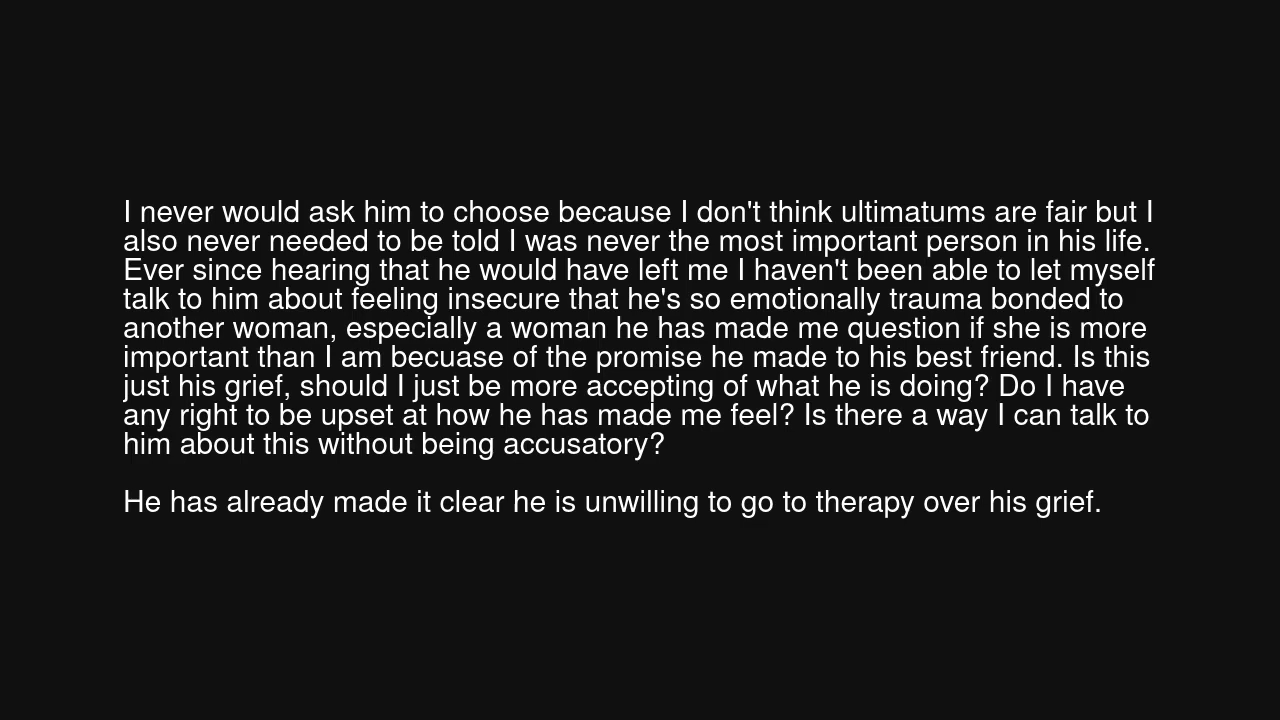 I never would ask him to choose because I don't think ultimatums are fair but I
also never needed to be told I was never the most important person in his life.
Ever since hearing that he would have left me I haven't been able to let myself
talk to him about feeling insecure that he's so emotionally trauma bonded to
another woman, especially a woman he has made me question if she is more
important than I am becuase of the promise he made to his best friend. Is this
just his grief, should I just be more accepting of what he is doing? Do I have
any right to be upset at how he has made me feel? Is there a way I can talk to
him about this without being accusatory?
He has already made it clear he is unwilling to go to therapy over his grief.